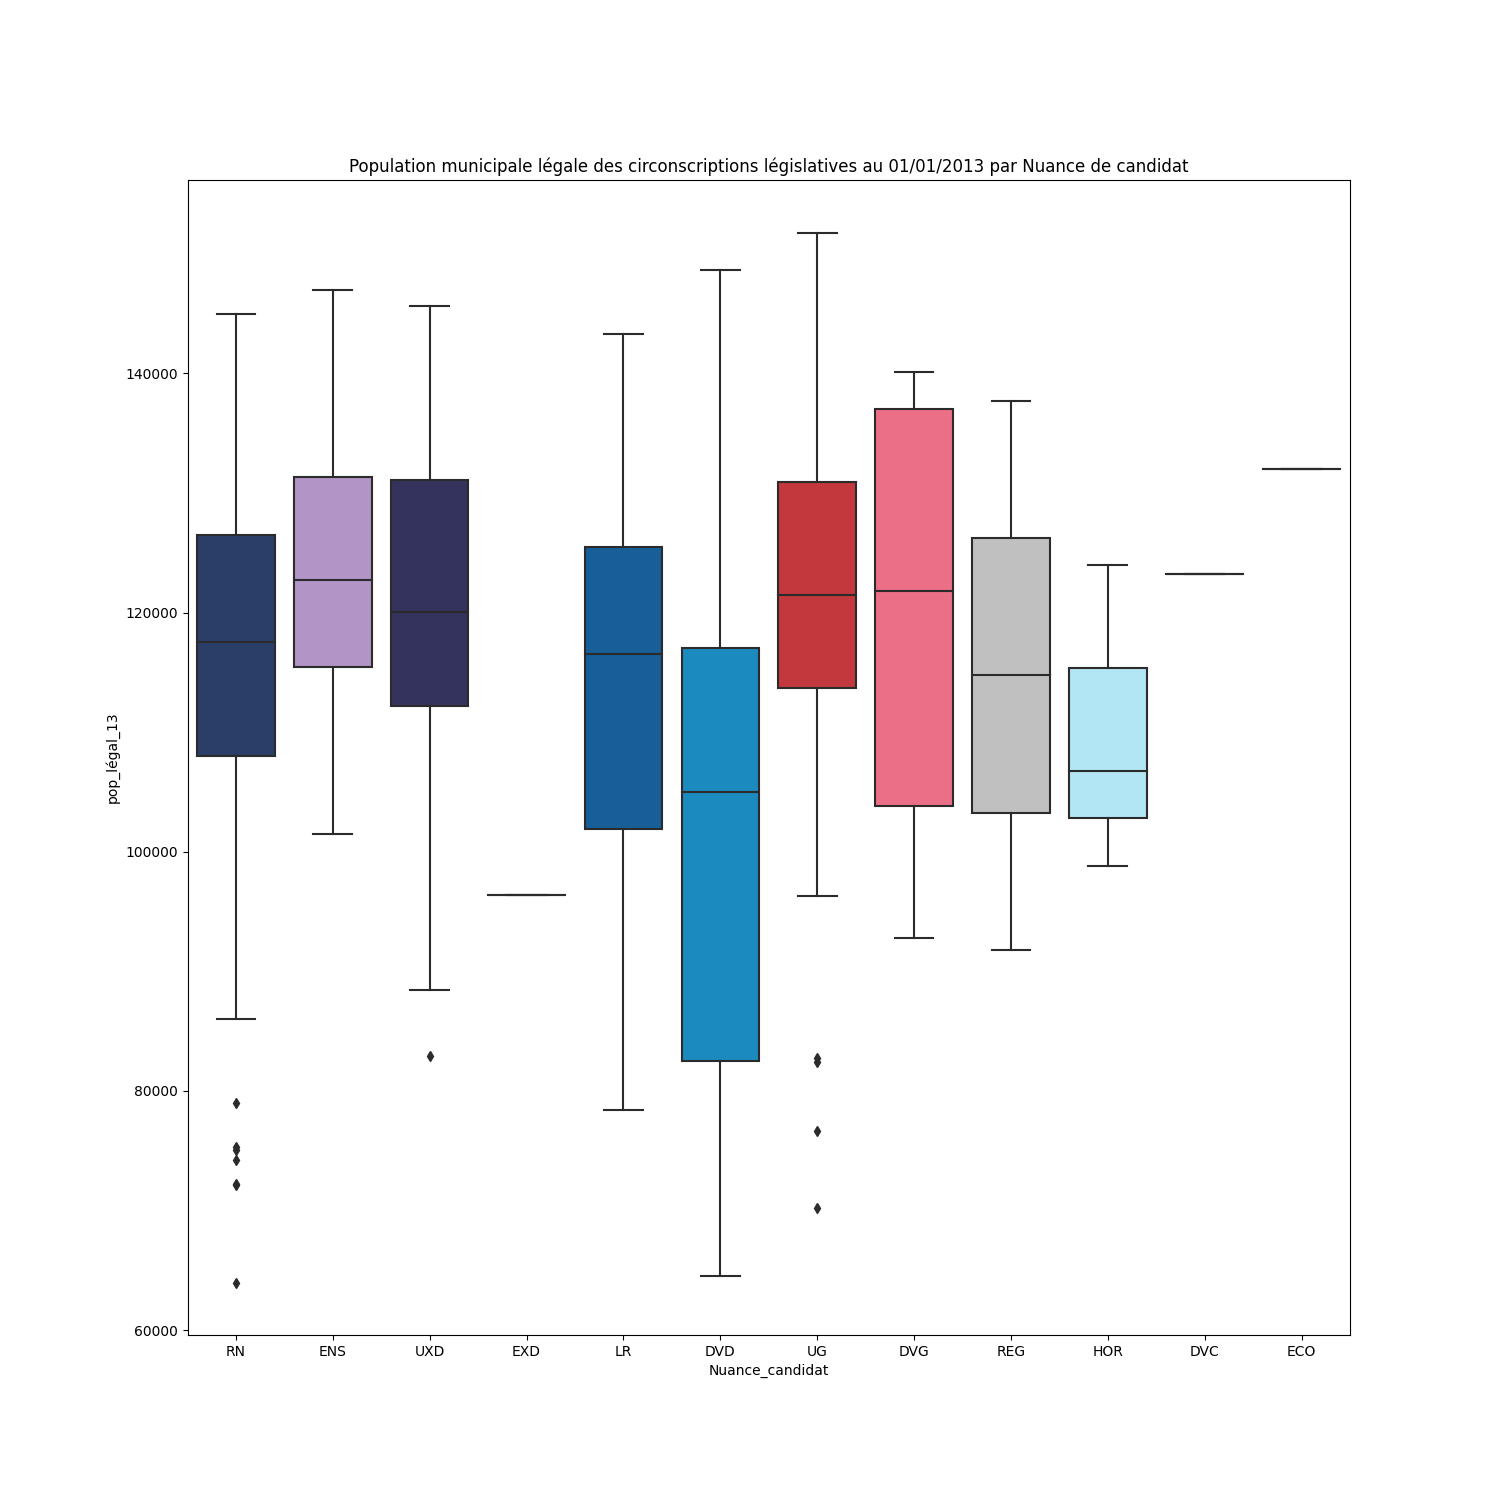 Population municipale légale des circonscriptions législatives au 01/01/2013 par Nuance de candidat
pop_légal_13
140000
120000
100000
80000
60000
RN ENS UXD EXD LR DVD UG DVG REG HOR DVC ECO
Nuance_candidat